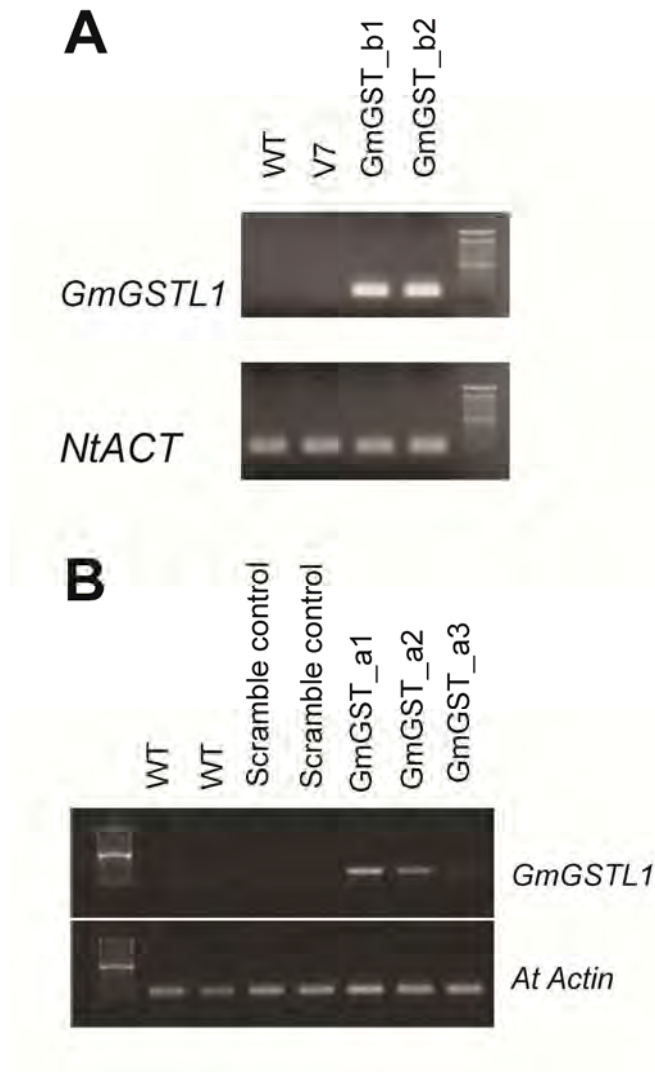 A
WT
V7
GmGST_b1
GmGST_b2
GmGSTL1
NtACT
B
WT
WT
Scramble control
Scramble control
GmGST_a1
GmGST_a2
GmGST_a3
GmGSTL1
At Actin